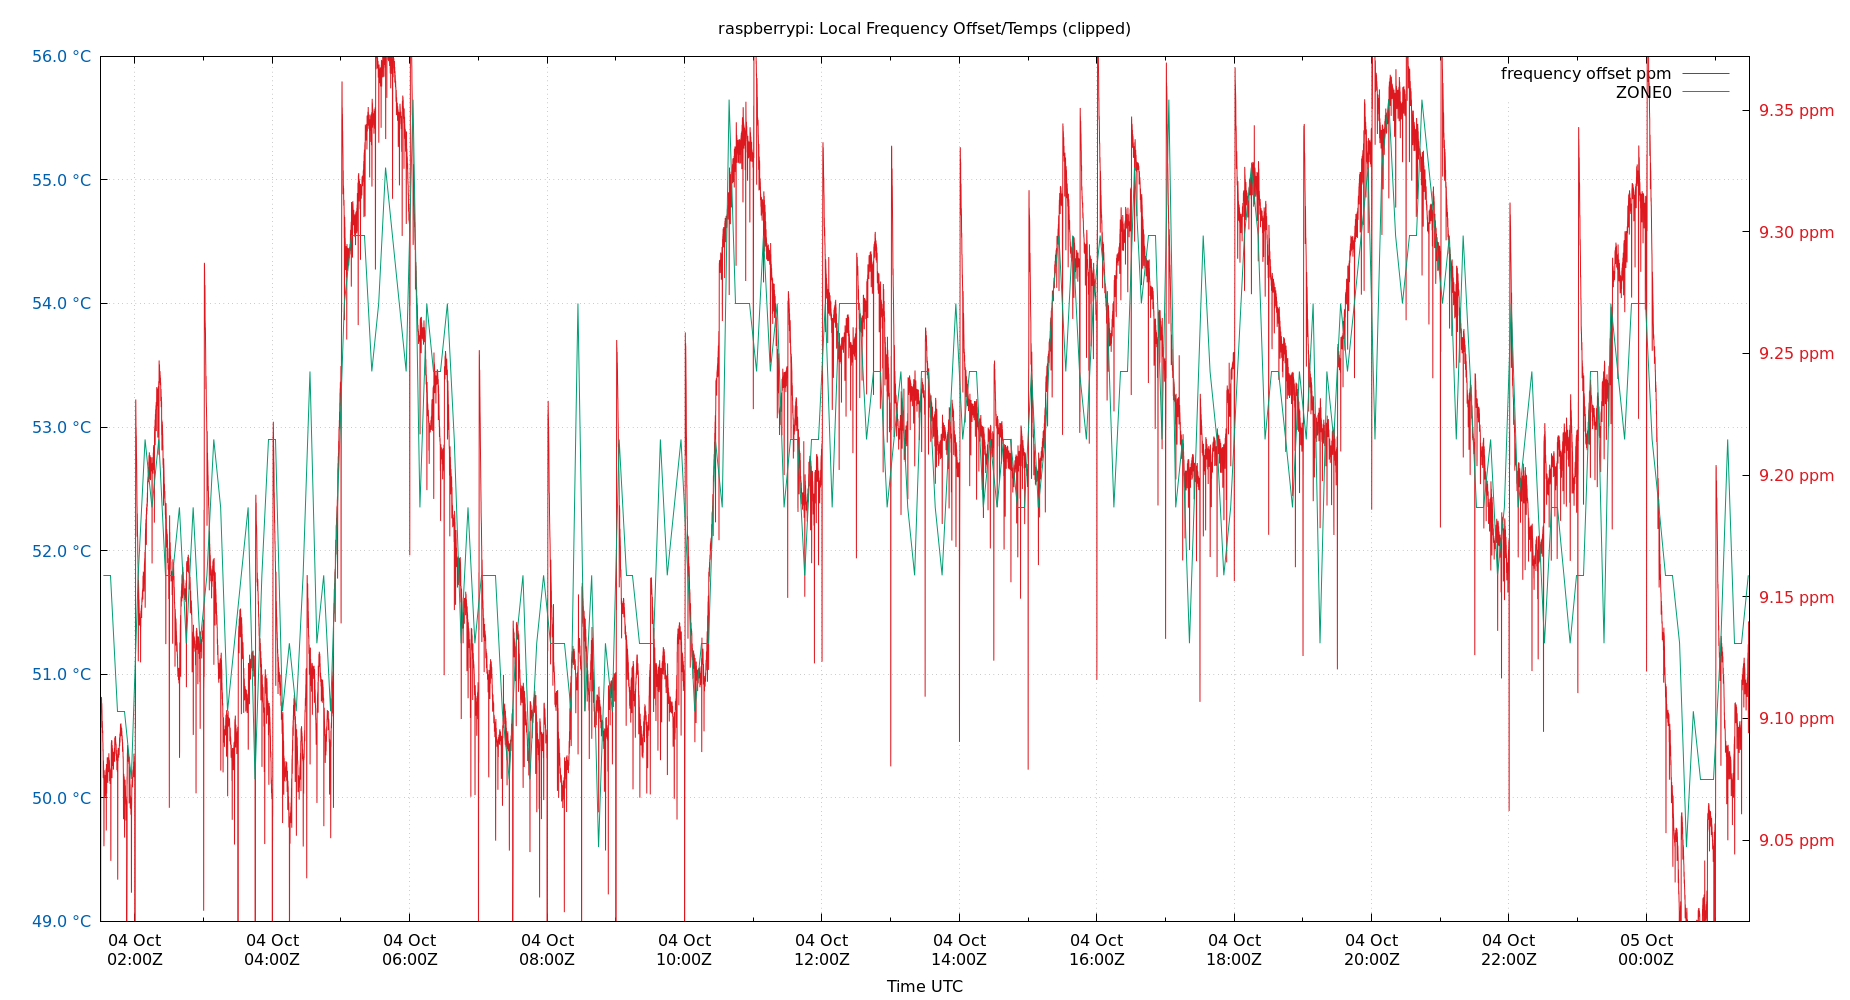 raspberrypi: Local Frequency Offset/Temps (clipped)
56.0 °C
55.0 °C
54.0 °C
53.0 °C
52.0 °C
51.0 °C
50.0 °C
49.0 °C
frequency offset ppm
ZONE0
9.35 ppm
9.30 ppm
9.25 ppm
9.20 ppm
9.15 ppm
9.10 ppm
9.05 ppm
04 Oct
02:00Z
04 Oct
04:00Z
04 Oct
06:00Z
04 Oct
08:00Z
04 Oct
10:00Z
04 Oct
12:00Z
04 Oct
14:00Z
04 Oct
16:00Z
04 Oct
18:00Z
04 Oct
20:00Z
04 Oct
22:00Z
05 Oct
00:00Z
Time UTC